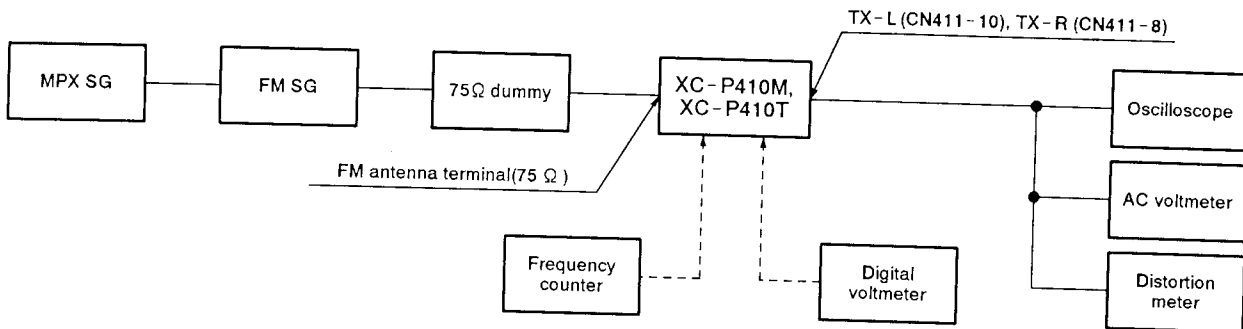 TX-L (CN411-10), TX-R (CN411-8)
MPX SG
FM SG
75Ω dummy
XC-P410M,
XC-P410T
Oscilloscope
FM antenna terminal(75 Ω )
AC voltmeter
Frequency
counter
Digital
voltmeter
Distortion
meter